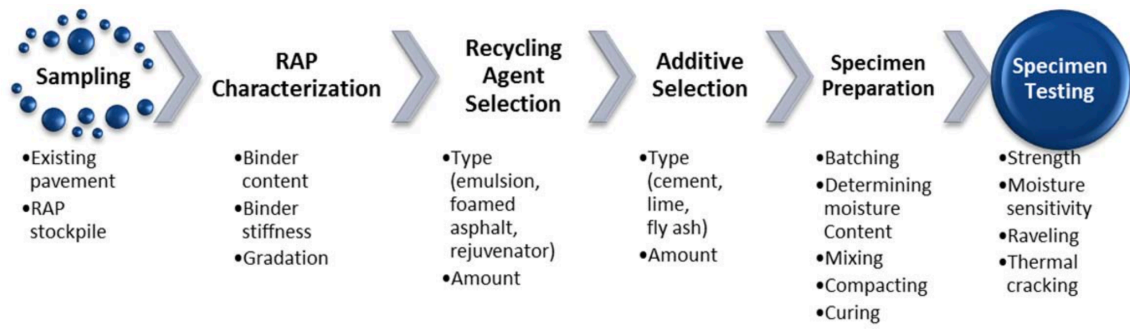 Sampling
•Existing
pavement
•RAP
stockpile
RAP
Characterization
•Binder
content
•Binder
stiffness
•Gradation
Recycling
Agent
Selection
•Type
(emulsion,
foamed
asphalt,
rejuvenator)
•Amount
Additive
Selection
•Type
(cement,
lime,
fly ash)
•Amount
Specimen
Preparation
•Batching
•Determining
moisture
Content
•Mixing
•Compacting
•Curing
Specimen
Testing
•Strength
•Moisture
sensitivity
•Raveling
•Thermal
cracking